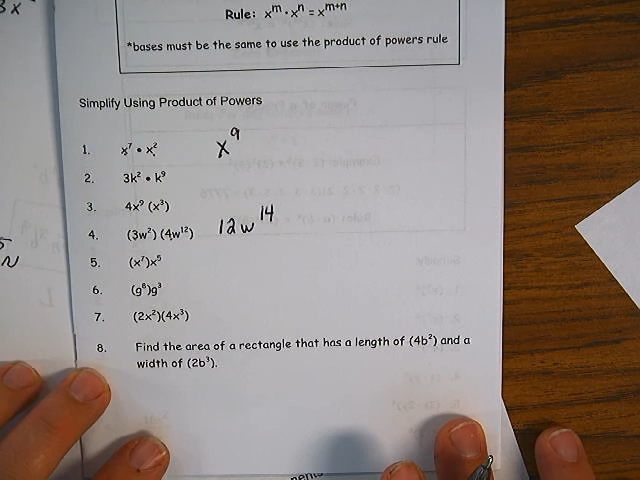 3x
Rule: xᵐ • xⁿ = xᵐ⁺ⁿ
*bases must be the same to use the product of powers rule
Simplify Using Product of Powers
1. x⁷ • x² x⁹
2. 3k² • k⁹
3. 4x⁹ (x³)
4. (3w²) (4w¹²) 12w¹⁴
5. (x⁷)x⁵
6. (g⁸)g³
7. (2x²)(4x³)
8. Find the area of a rectangle that has a length of (4b²) and a
width of (2b³).